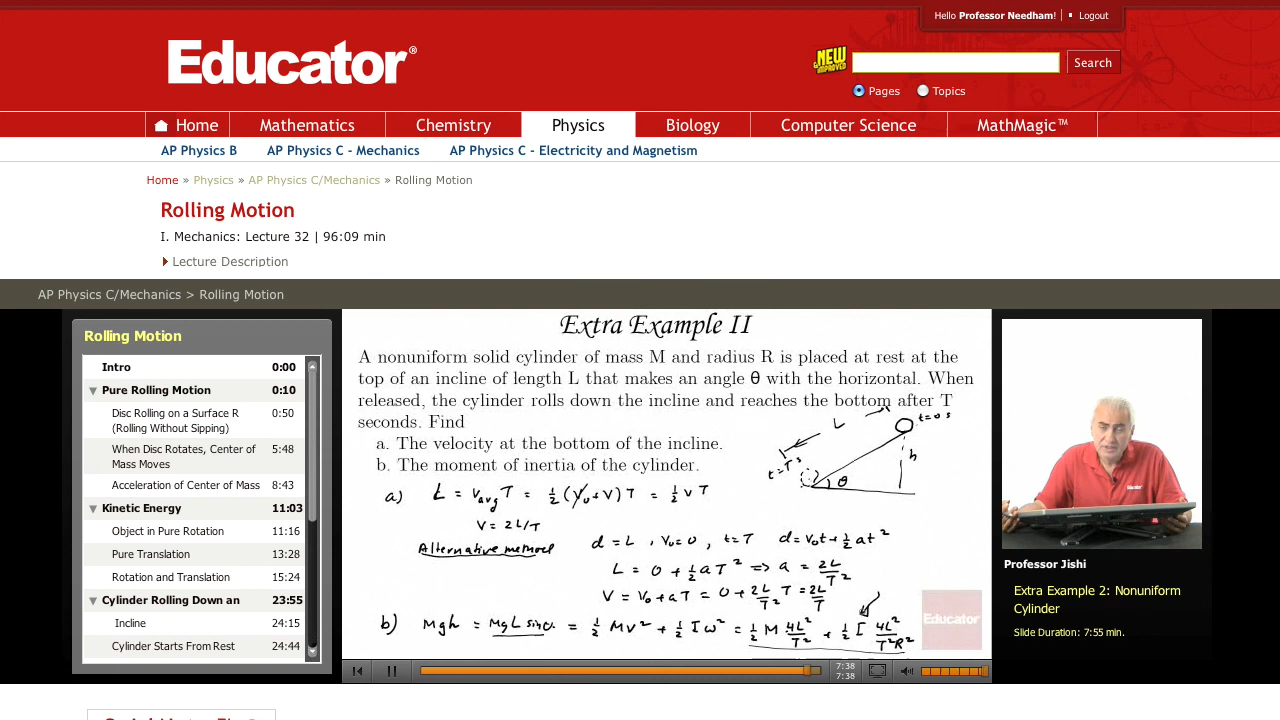 Hello Professor Needham! Logout
Educator®
NEW & IMPROVED
Search
Pages Topics
Home Mathematics Chemistry Physics Biology Computer Science MathMagic™
AP Physics B AP Physics C - Mechanics AP Physics C - Electricity and Magnetism
Home » Physics » AP Physics C/Mechanics » Rolling Motion
Rolling Motion
I. Mechanics: Lecture 32 | 96:09 min
Lecture Description
AP Physics C/Mechanics > Rolling Motion
Rolling Motion
Intro 0:00
Pure Rolling Motion 0:10
Disc Rolling on a Surface R 0:50
(Rolling Without Sipping)
When Disc Rotates, Center of 5:48
Mass Moves
Acceleration of Center of Mass 8:43
Kinetic Energy 11:03
Object in Pure Rotation 11:16
Pure Translation 13:28
Rotation and Translation 15:24
Cylinder Rolling Down an 23:55
Incline 24:15
Cylinder Starts From Rest 24:44
Extra Example II
A nonuniform solid cylinder of mass M and radius R is placed at rest at the
top of an incline of length L that makes an angle θ with the horizontal. When
released, the cylinder rolls down the incline and reaches the bottom after T
seconds. Find
a. The velocity at the bottom of the incline.
b. The moment of inertia of the cylinder.
L t=0 s
h
t=T s
θ
a) L = vavg T = ½ (v₀+v) T = ½ v T
v = 2L/T
Alternative method d = L , v₀=0 , t=T d=v₀t+½at²
L = 0 + ½ a T² => a = 2L/T²
V = v₀+aT = 0+ 2L/T² T = 2L/T
b) Mgh = MgL sinθ = ½ Mv² + ½ I ω² = ½ M 4L²/T² + ½ I 4L²/T²R²
Educator
7:38
7:38
Educator
Professor Jishi
Extra Example 2: Nonuniform
Cylinder
Slide Duration: 7:55 min.